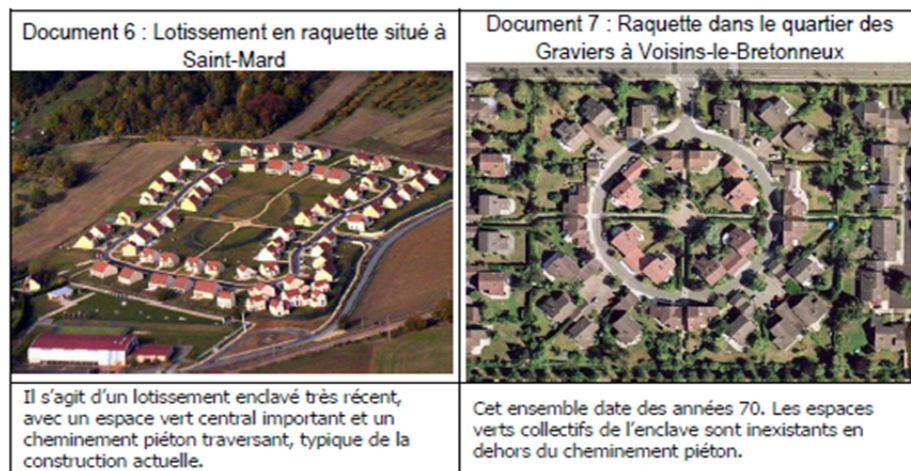 Document 6 : Lotissement en raquette situé à
Saint-Mard
Document 7 : Raquette dans le quartier des
Graviers à Voisins-le-Bretonneux
Il s'agit d'un lotissement enclavé très récent,
avec un espace vert central important et un
cheminement piéton traversant, typique de la
construction actuelle.
Cet ensemble date des années 70. Les espaces
verts collectifs de l'enclave sont inexistants en
dehors du cheminement piéton.